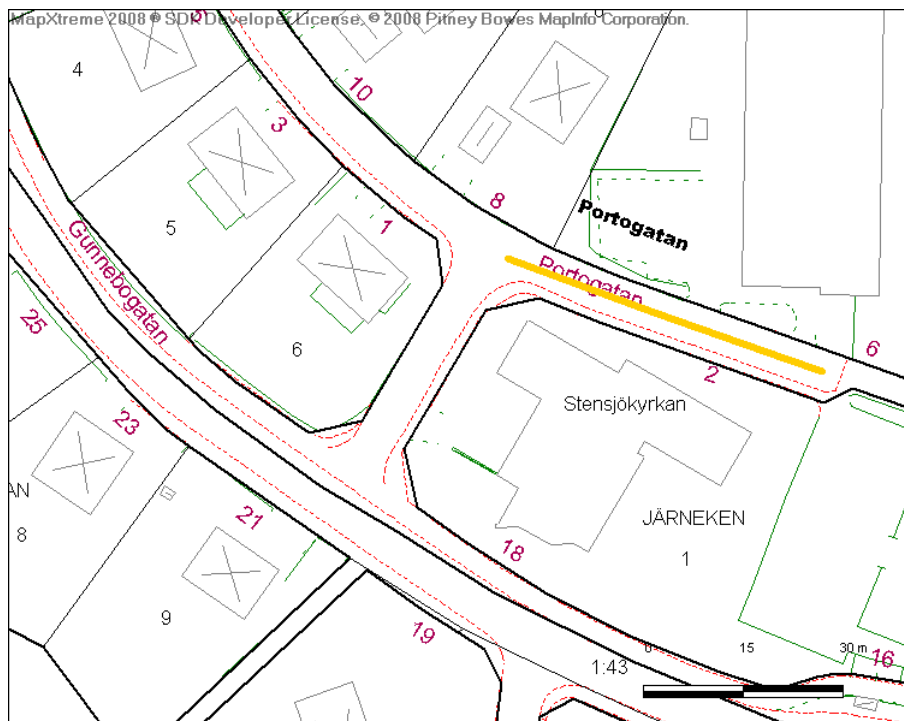 MapXtreme 2008 ® SDK Developer License, © 2008 Pitney Bowes MapInfo Corporation.
4
10
3
8
Portogatan
5
1
Gunnebogatan
Portogatan
25
6
6
2
Stensjökyrkan
23
AN
8
21
JÄRNEKEN
18
1
9
19
0 15 30 m
16
1:43